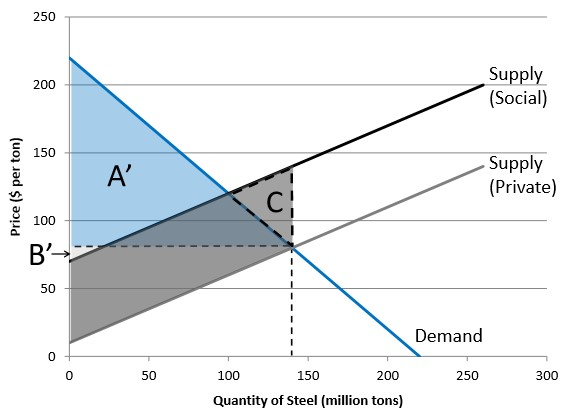 250
200
150
100
50
0
Price ($ per ton)
A’
B’
C
Supply
(Social)
Supply
(Private)
Demand
0 50 100 150 200 250 300
Quantity of Steel (million tons)